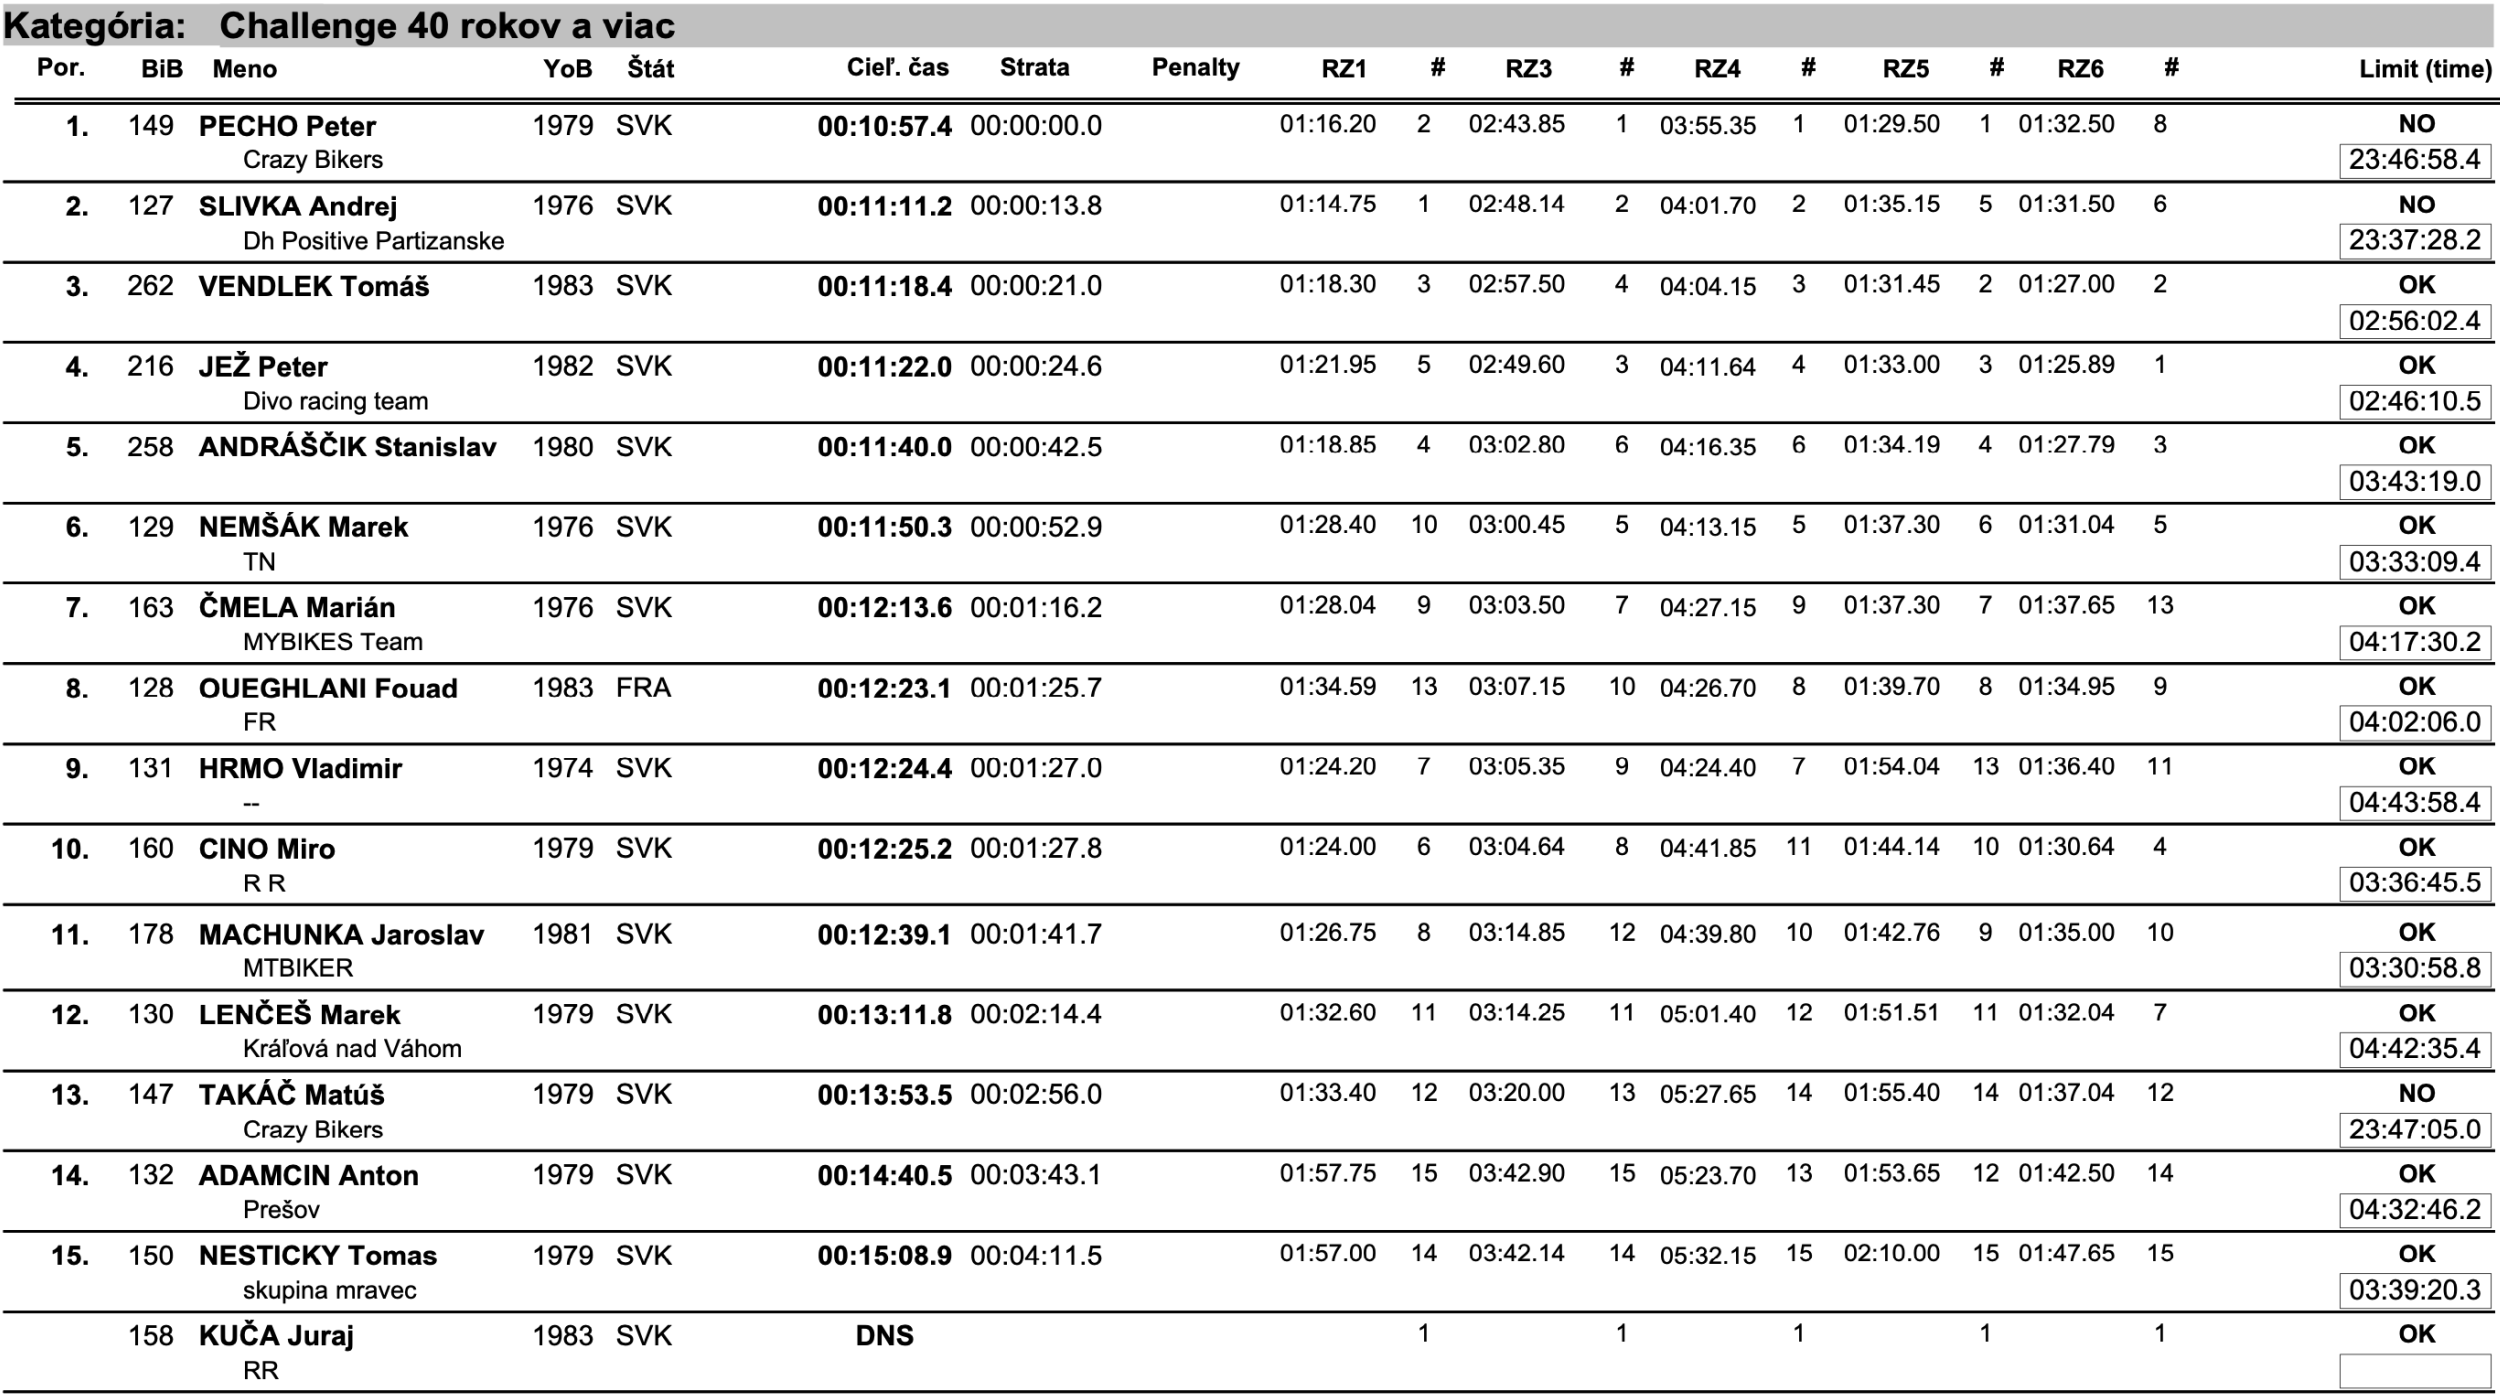 Kategória: Challenge 40 rokov a viac
Por. BiB Meno YoB Štát Cieľ. čas Strata Penalty RZ1 # RZ3 # RZ4 # RZ5 # RZ6 # Limit (time)
1. 149 PECHO Peter 1979 SVK 00:10:57.4 00:00:00.0 01:16.20 2 02:43.85 1 03:55.35 1 01:29.50 1 01:32.50 8 NO
Crazy Bikers 23:46:58.4
2. 127 SLIVKA Andrej 1976 SVK 00:11:11.2 00:00:13.8 01:14.75 1 02:48.14 2 04:01.70 2 01:35.15 5 01:31.50 6 NO
Dh Positive Partizanske 23:37:28.2
3. 262 VENDLEK Tomáš 1983 SVK 00:11:18.4 00:00:21.0 01:18.30 3 02:57.50 4 04:04.15 3 01:31.45 2 01:27.00 2 OK
02:56:02.4
4. 216 JEŽ Peter 1982 SVK 00:11:22.0 00:00:24.6 01:21.95 5 02:49.60 3 04:11.64 4 01:33.00 3 01:25.89 1 OK
Divo racing team 02:46:10.5
5. 258 ANDRÁŠČIK Stanislav 1980 SVK 00:11:40.0 00:00:42.5 01:18.85 4 03:02.80 6 04:16.35 6 01:34.19 4 01:27.79 3 OK
03:43:19.0
6. 129 NEMŠÁK Marek 1976 SVK 00:11:50.3 00:00:52.9 01:28.40 10 03:00.45 5 04:13.15 5 01:37.30 6 01:31.04 5 OK
TN 03:33:09.4
7. 163 ČMELA Marián 1976 SVK 00:12:13.6 00:01:16.2 01:28.04 9 03:03.50 7 04:27.15 9 01:37.30 7 01:37.65 13 OK
MYBIKES Team 04:17:30.2
8. 128 OUEGHLANI Fouad 1983 FRA 00:12:23.1 00:01:25.7 01:34.59 13 03:07.15 10 04:26.70 8 01:39.70 8 01:34.95 9 OK
FR 04:02:06.0
9. 131 HRMO Vladimir 1974 SVK 00:12:24.4 00:01:27.0 01:24.20 7 03:05.35 9 04:24.40 7 01:54.04 13 01:36.40 11 OK
-- 04:43:58.4
10. 160 CINO Miro 1979 SVK 00:12:25.2 00:01:27.8 01:24.00 6 03:04.64 8 04:41.85 11 01:44.14 10 01:30.64 4 OK
R R 03:36:45.5
11. 178 MACHUNKA Jaroslav 1981 SVK 00:12:39.1 00:01:41.7 01:26.75 8 03:14.85 12 04:39.80 10 01:42.76 9 01:35.00 10 OK
MTBIKER 03:30:58.8
12. 130 LENČEŠ Marek 1979 SVK 00:13:11.8 00:02:14.4 01:32.60 11 03:14.25 11 05:01.40 12 01:51.51 11 01:32.04 7 OK
Kráľová nad Váhom 04:42:35.4
13. 147 TAKÁČ Matúš 1979 SVK 00:13:53.5 00:02:56.0 01:33.40 12 03:20.00 13 05:27.65 14 01:55.40 14 01:37.04 12 NO
Crazy Bikers 23:47:05.0
14. 132 ADAMCIN Anton 1979 SVK 00:14:40.5 00:03:43.1 01:57.75 15 03:42.90 15 05:23.70 13 01:53.65 12 01:42.50 14 OK
Prešov 04:32:46.2
15. 150 NESTICKY Tomas 1979 SVK 00:15:08.9 00:04:11.5 01:57.00 14 03:42.14 14 05:32.15 15 02:10.00 15 01:47.65 15 OK
skupina mravec 03:39:20.3
158 KUČA Juraj 1983 SVK DNS 1 1 1 1 1 OK
RR